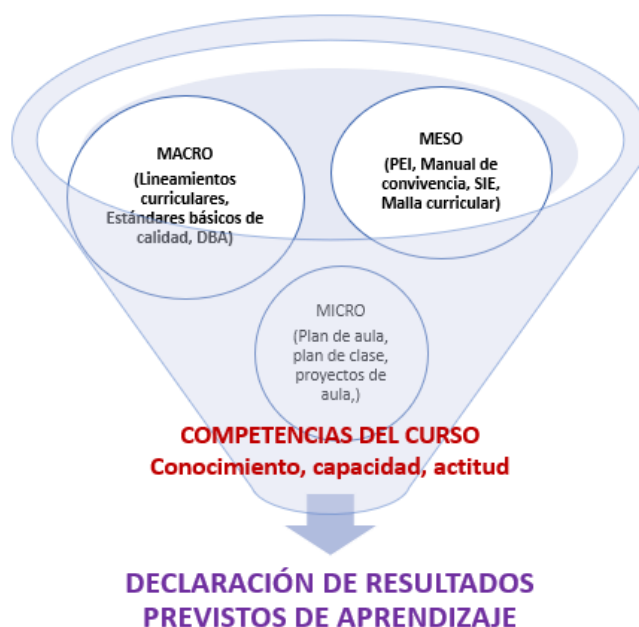 MACRO
(Lineamientos
curriculares,
Estándares básicos de
calidad, DBA)
MESO
(PEI, Manual de
convivencia, SIE,
Malla curricular)
MICRO
(Plan de aula,
plan de clase,
proyectos de
aula,)
COMPETENCIAS DEL CURSO
Conocimiento, capacidad, actitud
DECLARACIÓN DE RESULTADOS
PREVISTOS DE APRENDIZAJE